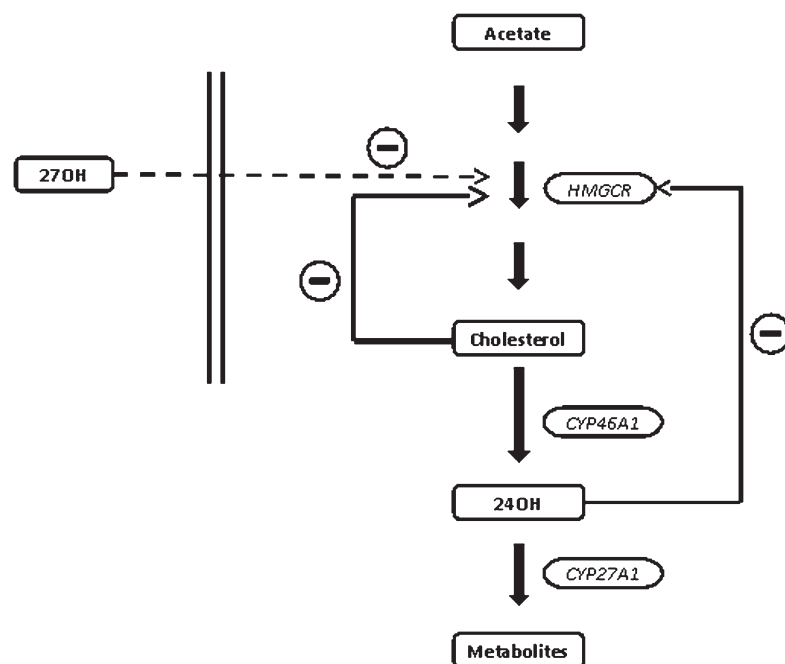 Acetate
27OH
HMGCR
Cholesterol
CYP46A1
24OH
CYP27A1
Metabolites